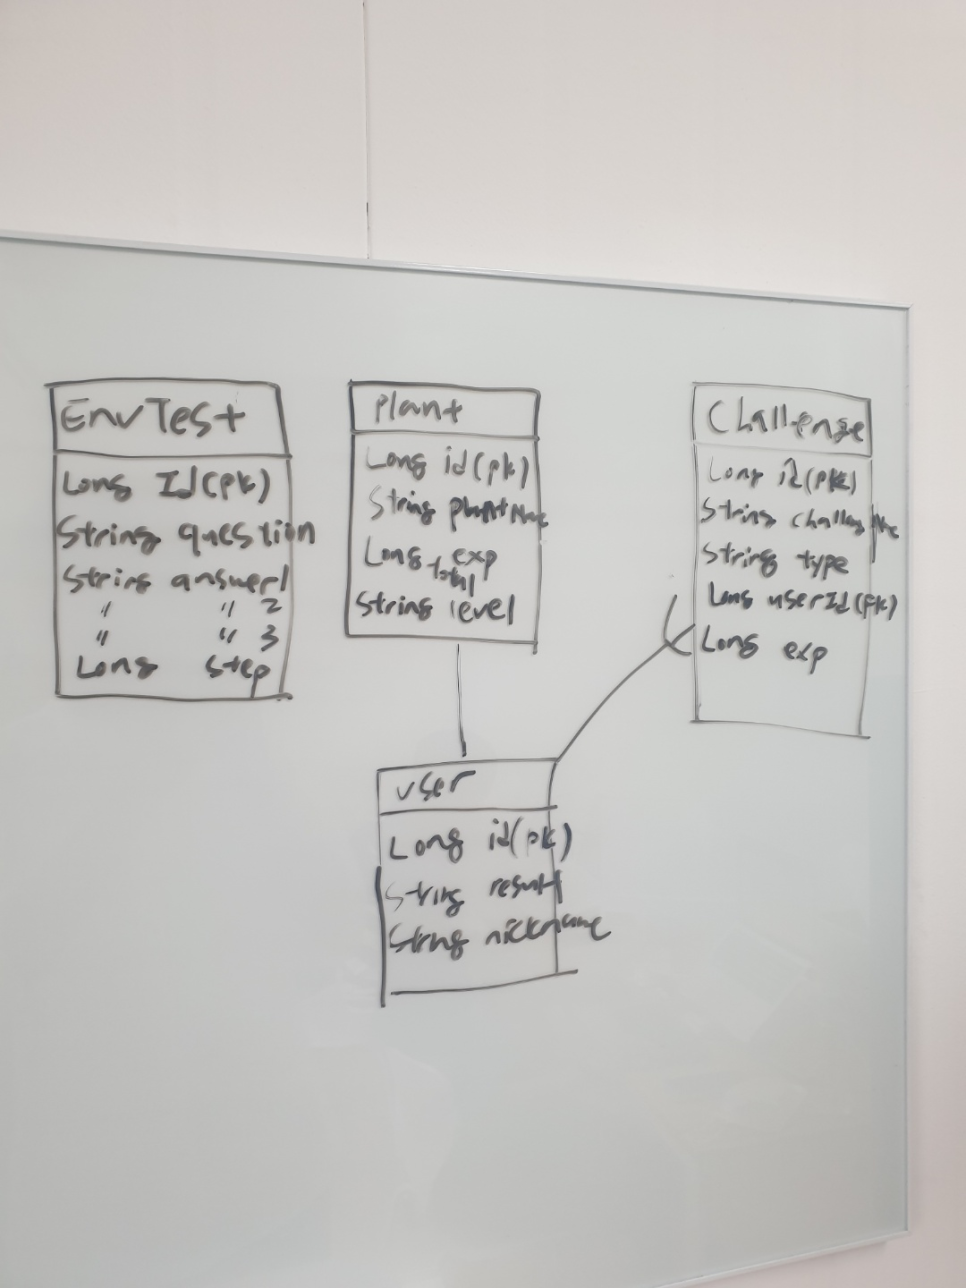 EnvTest
Long Id(pk)
String question
String answer1
" " 2
" " 3
Long step
Plant
Long id(pk)
String plantName
Long exp
total
String level
Challenge
Long id(pk)
String
String type
Long userId(fk)
Long exp
user
Long id(pk)
String result
String nickname